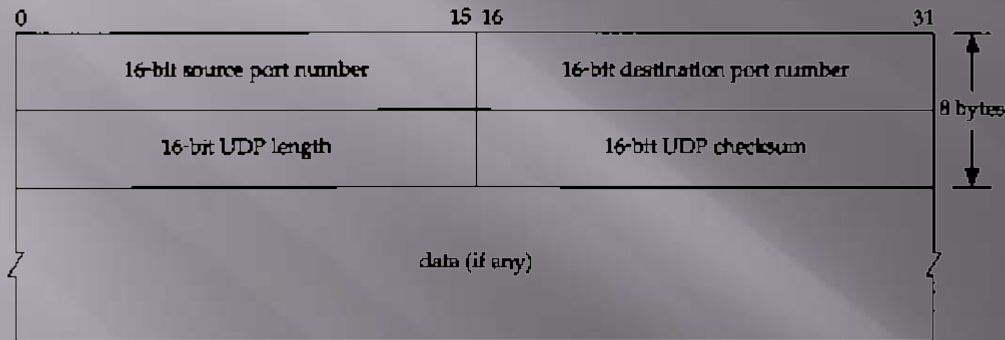 0 15 16 31
16-bit source port number 16-bit destination port number
8 bytes
16-bit UDP length 16-bit UDP checksum
data (if any)